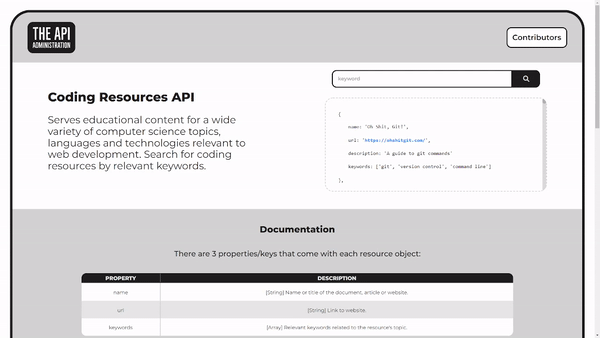 THE API
ADMINISTRATION
Contributors
keyword
Coding Resources API
Serves educational content for a wide
variety of computer science topics,
languages and technologies relevant to
web development. Search for coding
resources by relevant keywords.
{
name: "Oh Shit, Git!",
url: 'https://ohshitgit.com/',
description: "A guide to git commands"
keywords: ['git', 'version control', 'command line']
},
Documentation
There are 3 properties/keys that come with each resource object:
PROPERTY DESCRIPTION
name [String] Name or title of the document, article or website.
url [String] Link to website.
keywords [Array] Relevant keywords related to the resource's topic.